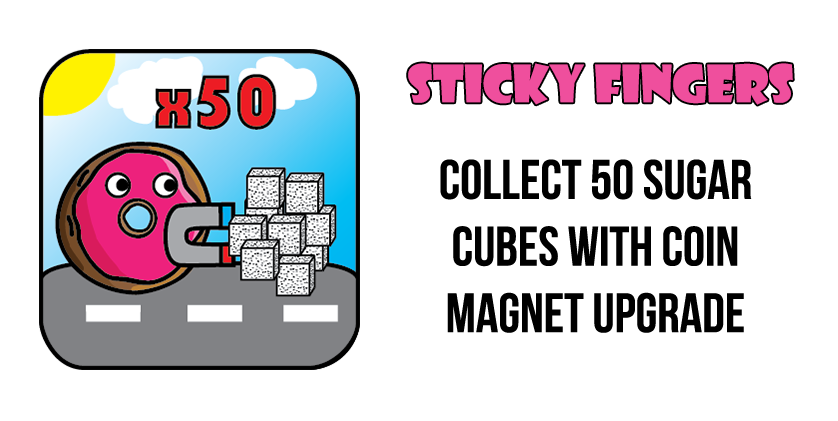 x50
STICKY FINGERS
COLLECT 50 SUGAR
CUBES WITH COIN
MAGNET UPGRADE